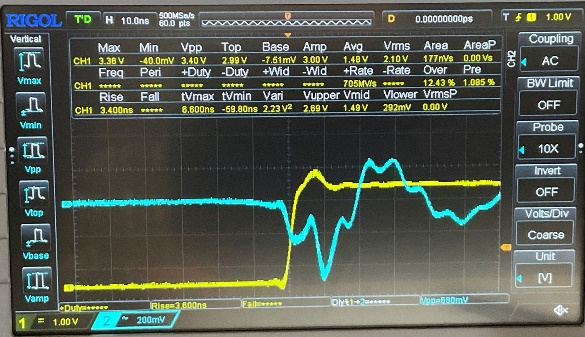 RIGOL T'D H 10.0ns 500MSa/s 60.0 pts D 0.00000000ps T 1 1.00 V
Vertical
Vmax
Vmin
Vpp
Vtop
Vbase
Vamp
Max Min Vpp Top Base Amp Avg Vrms Area AreaP
CH1 3.36 V -40.0mV 3.40 V 2.99 V -7.61mV 3.00 V 1.48 V 2.10 V 177nVs 0.00 Vs
Freq Peri +Duty -Duty +Wid -Wid +Rate -Rate Over Pre
CH1 ***** ***** ***** ***** ***** ***** 705MV/s ***** 12.43 % 1.085 %
Rise Fall tVmax tVmin Vari Vupper Vmid Vlower VrmsP
CH1 3.400ns ***** 6.800ns -59.80ns 2.23 V² 2.69 V 1.49 V 292mV 0.00 V
+Duty=***** Rise=3.600ns Fall=***** Vpp=680mV
1 = 1.00 V 2 ~ 200mV
CH2
Coupling
AC
BW Limit
OFF
Probe
10X
Invert
OFF
Volts/Div
Coarse
Unit
[V]